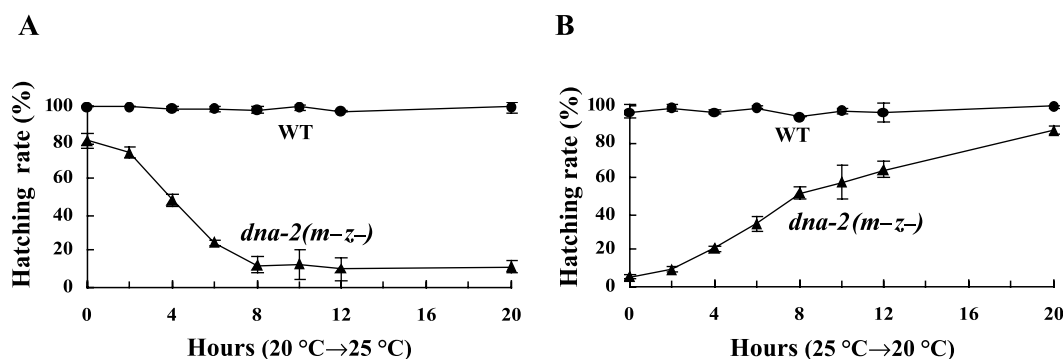 A
B
Hatching rate (%)
100
80
60
40
20
0
WT
dna-2(m–z–)
0
4
8
12
16
20
Hours (20 °C→25 °C)
Hatching rate (%)
100
80
60
40
20
0
WT
dna-2(m–z–)
0
4
8
12
16
20
Hours (25 °C→20 °C)